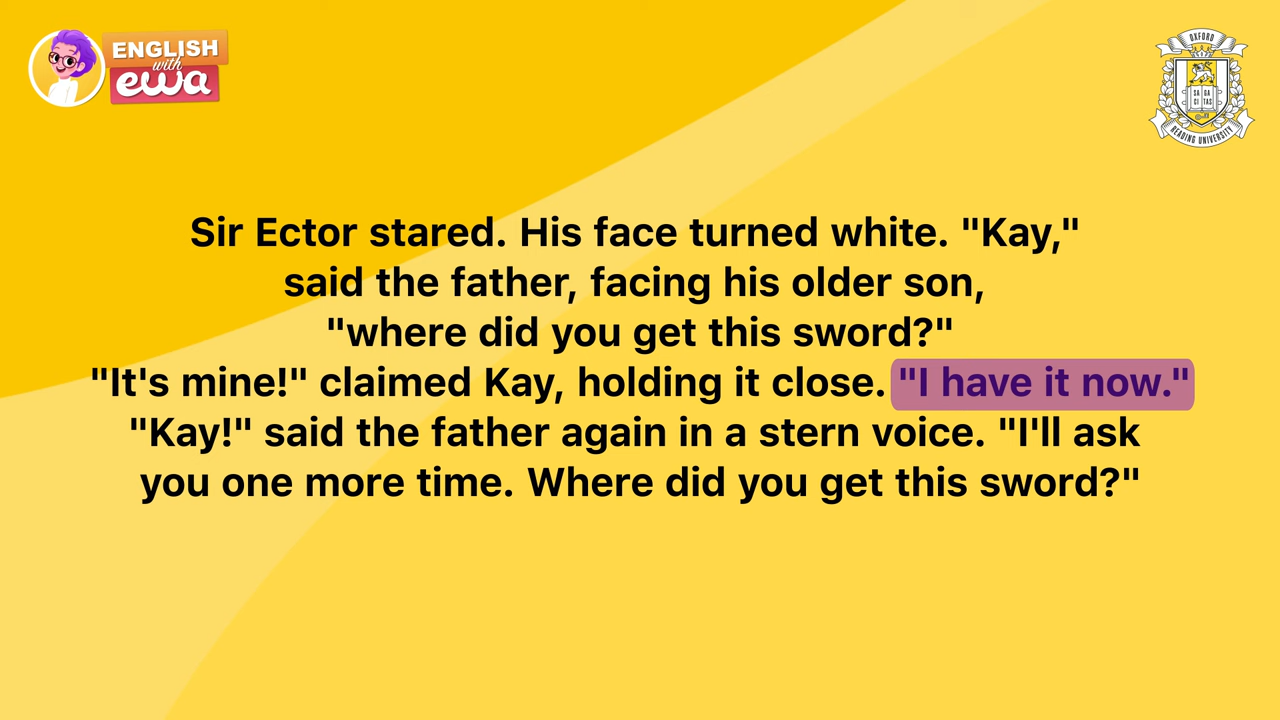 ENGLISH
with
ewa
OXFORD
SA GA
CI TAS
READING UNIVERSITY
Sir Ector stared. His face turned white. "Kay,"
said the father, facing his older son,
"where did you get this sword?"
"It's mine!" claimed Kay, holding it close. "I have it now."
"Kay!" said the father again in a stern voice. "I'll ask
you one more time. Where did you get this sword?"